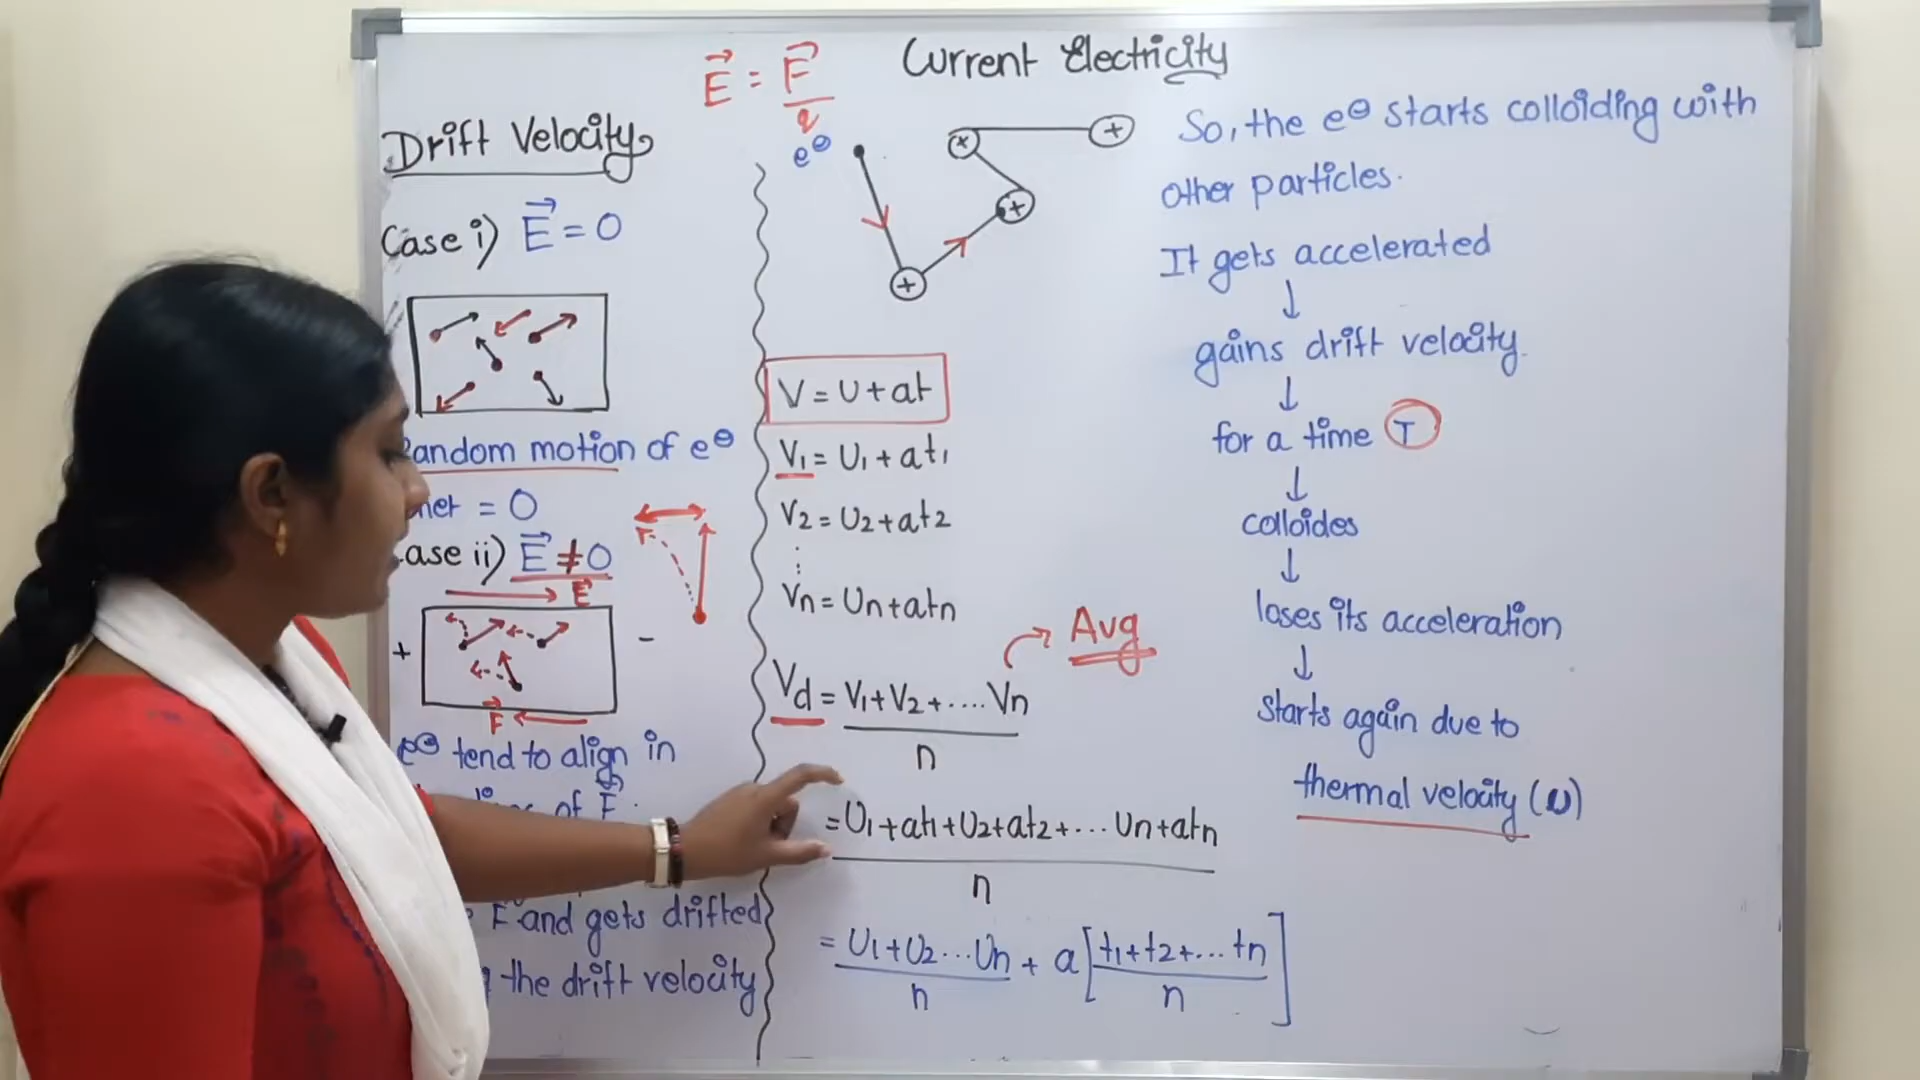 Current Electricity
E⃗ = F⃗/q
Drift Velocity
Case i) E⃗ = 0
andom motion of e⊖
net = 0
ase ii) E⃗ ≠ 0
E⃗
+ −
F⃗
e⊖ tend to align in
of F⃗
F and gets drifted
the drift velocity
e⊖
+
+
+
+
V = U + at
V1 = U1 + at1
V2 = U2 + at2
⋮
Vn = Un + atn
Avg
Vd = V1 + V2 + .... Vn
n
= U1 + at1 + U2 + at2 + ... Un + atn
n
= U1 + U2 ... Un / n + a [ t1 + t2 + ... tn / n ]
So, the e⊖ starts colloiding with
other particles.
It gets accelerated
↓
gains drift velocity.
↓
for a time T
↓
colloides
↓
loses its acceleration
↓
starts again due to
thermal velocity (U)